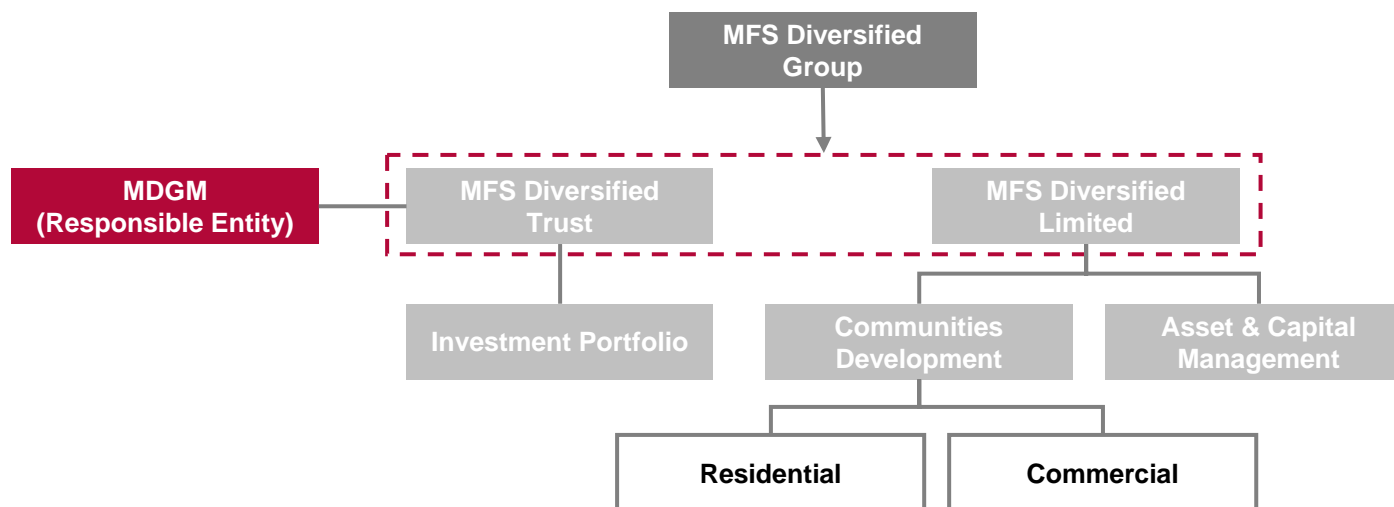 MFS Diversified
Group
MDGM
(Responsible Entity)
MFS Diversified
Trust
MFS Diversified
Limited
Investment Portfolio
Communities
Development
Asset & Capital
Management
Residential
Commercial